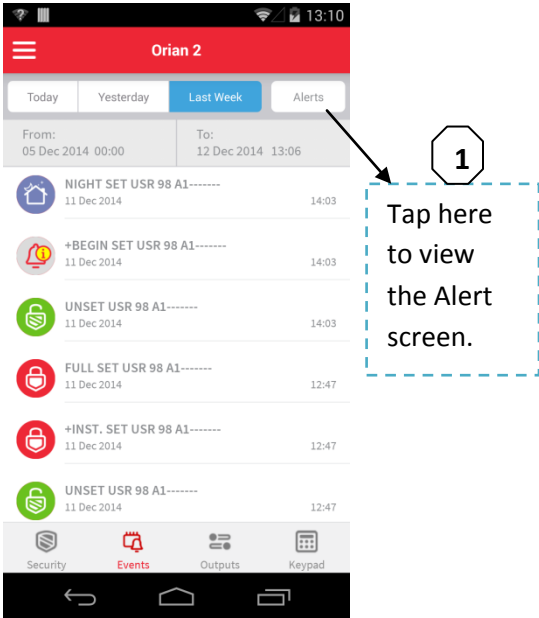 13:10
Orian 2
Today Yesterday Last Week Alerts
From: To:
05 Dec 2014 00:00 12 Dec 2014 13:06
NIGHT SET USR 98 A1-------
11 Dec 2014 14:03
+BEGIN SET USR 98 A1-------
11 Dec 2014 14:03
UNSET USR 98 A1-------
11 Dec 2014 14:03
FULL SET USR 98 A1-------
11 Dec 2014 12:47
+INST. SET USR 98 A1-------
11 Dec 2014 12:47
UNSET USR 98 A1-------
11 Dec 2014 12:47
Security Events Outputs Keypad
1
Tap here
to view
the Alert
screen.